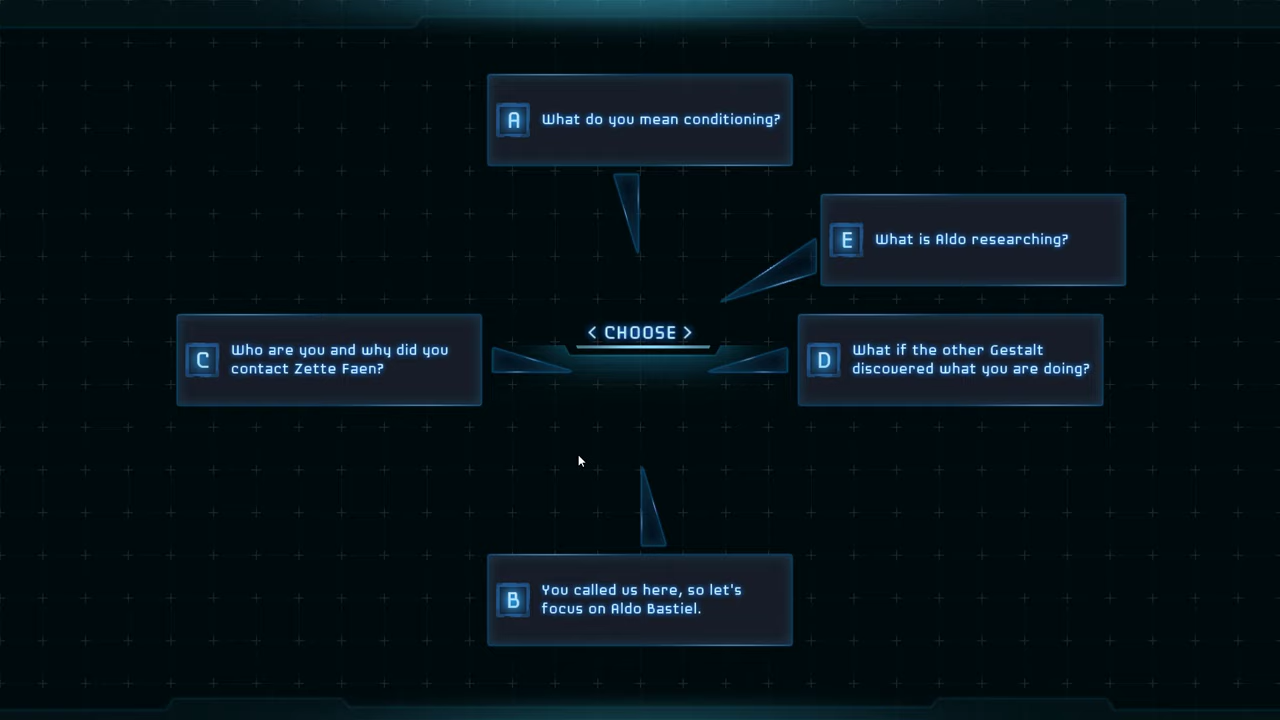 A
What do you mean conditioning?
E
What is Aldo researching?
< CHOOSE >
C
Who are you and why did you
contact Zette Faen?
D
What if the other Gestalt
discovered what you are doing?
B
You called us here, so let's
focus on Aldo Bastiel.